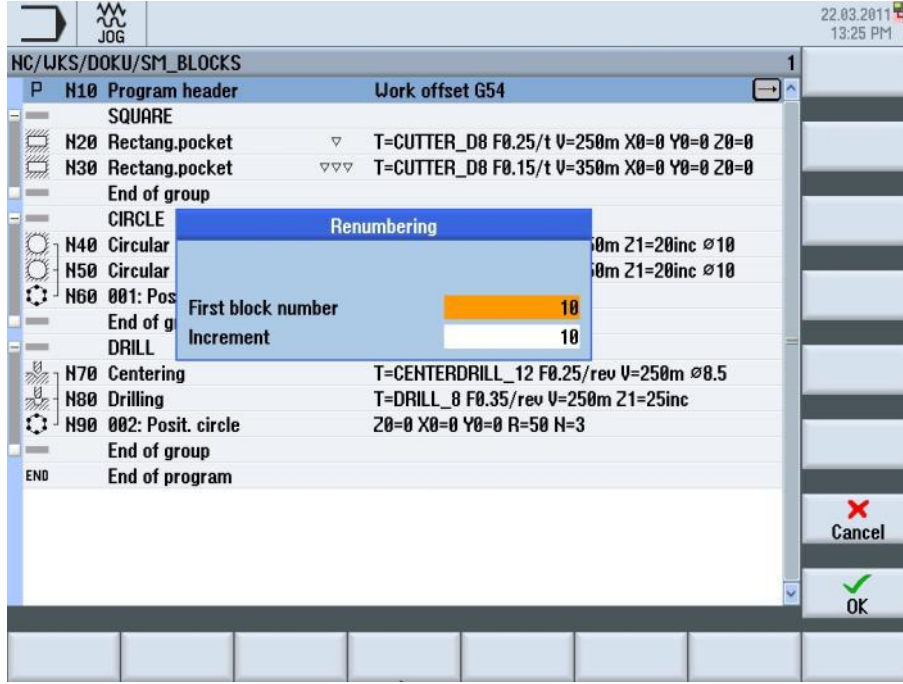 JOG
22.03.2011
13:25 PM
NC/WKS/DOKU/SM_BLOCKS 1
P N10 Program header Work offset G54
SQUARE
N20 Rectang.pocket ▽ T=CUTTER_D8 F0.25/t V=250m X0=0 Y0=0 Z0=0
N30 Rectang.pocket ▽▽▽ T=CUTTER_D8 F0.15/t V=350m X0=0 Y0=0 Z0=0
End of group
CIRCLE
N40 Circular 0m Z1=20inc ⌀10
N50 Circular 0m Z1=20inc ⌀10
N60 001: Pos
End of g
DRILL
N70 Centering T=CENTERDRILL_12 F0.25/rev V=250m ⌀8.5
N80 Drilling T=DRILL_8 F0.35/rev V=250m Z1=25inc
N90 002: Posit. circle Z0=0 X0=0 Y0=0 R=50 N=3
End of group
END End of program
Renumbering
First block number 10
Increment 10
Cancel
OK